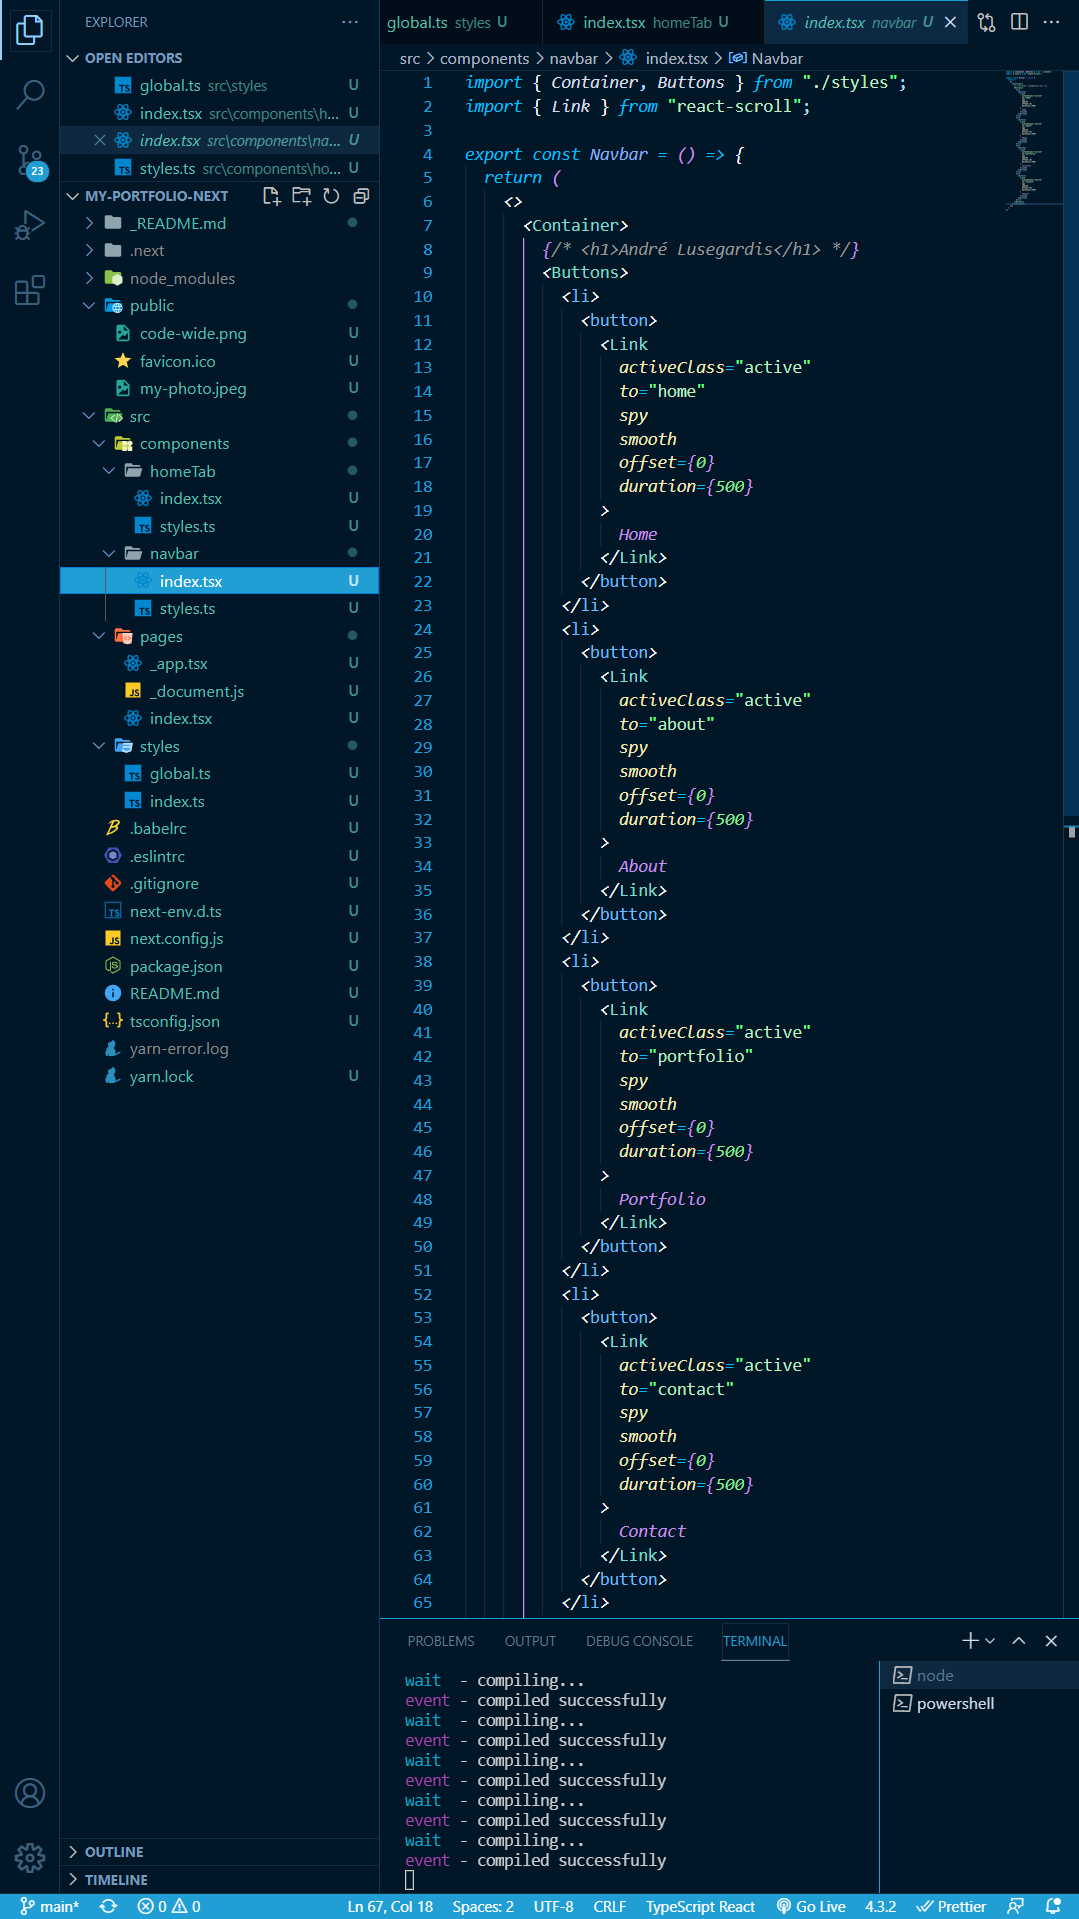 EXPLORER
OPEN EDITORS
global.ts src\styles U
index.tsx src\components\h... U
index.tsx src\components\na... U
styles.ts src\components\ho... U
MY-PORTFOLIO-NEXT
_README.md
.next
node_modules
public
code-wide.png U
favicon.ico U
my-photo.jpeg U
src
components
homeTab
index.tsx U
styles.ts U
navbar
index.tsx U
styles.ts U
pages
_app.tsx U
_document.js U
index.tsx U
styles
global.ts U
index.ts U
.babelrc U
.eslintrc U
.gitignore U
next-env.d.ts U
next.config.js U
package.json U
README.md U
tsconfig.json U
yarn-error.log
yarn.lock U
OUTLINE
TIMELINE
23
global.ts styles U
index.tsx homeTab U
index.tsx navbar U
src > components > navbar > index.tsx > Navbar
1 import { Container, Buttons } from "./styles";
2 import { Link } from "react-scroll";
3
4 export const Navbar = () => {
5 return (
6 <>
7 <Container>
8 {/* <h1>André Lusegardis</h1> */}
9 <Buttons>
10 <li>
11 <button>
12 <Link
13 activeClass="active"
14 to="home"
15 spy
16 smooth
17 offset={0}
18 duration={500}
19 >
20 Home
21 </Link>
22 </button>
23 </li>
24 <li>
25 <button>
26 <Link
27 activeClass="active"
28 to="about"
29 spy
30 smooth
31 offset={0}
32 duration={500}
33 >
34 About
35 </Link>
36 </button>
37 </li>
38 <li>
39 <button>
40 <Link
41 activeClass="active"
42 to="portfolio"
43 spy
44 smooth
45 offset={0}
46 duration={500}
47 >
48 Portfolio
49 </Link>
50 </button>
51 </li>
52 <li>
53 <button>
54 <Link
55 activeClass="active"
56 to="contact"
57 spy
58 smooth
59 offset={0}
60 duration={500}
61 >
62 Contact
63 </Link>
64 </button>
65 </li>
PROBLEMS OUTPUT DEBUG CONSOLE TERMINAL
wait - compiling...
event - compiled successfully
wait - compiling...
event - compiled successfully
wait - compiling...
event - compiled successfully
wait - compiling...
event - compiled successfully
wait - compiling...
event - compiled successfully
node
powershell
main* 0 0 Ln 67, Col 18 Spaces: 2 UTF-8 CRLF TypeScript React Go Live 4.3.2 Prettier